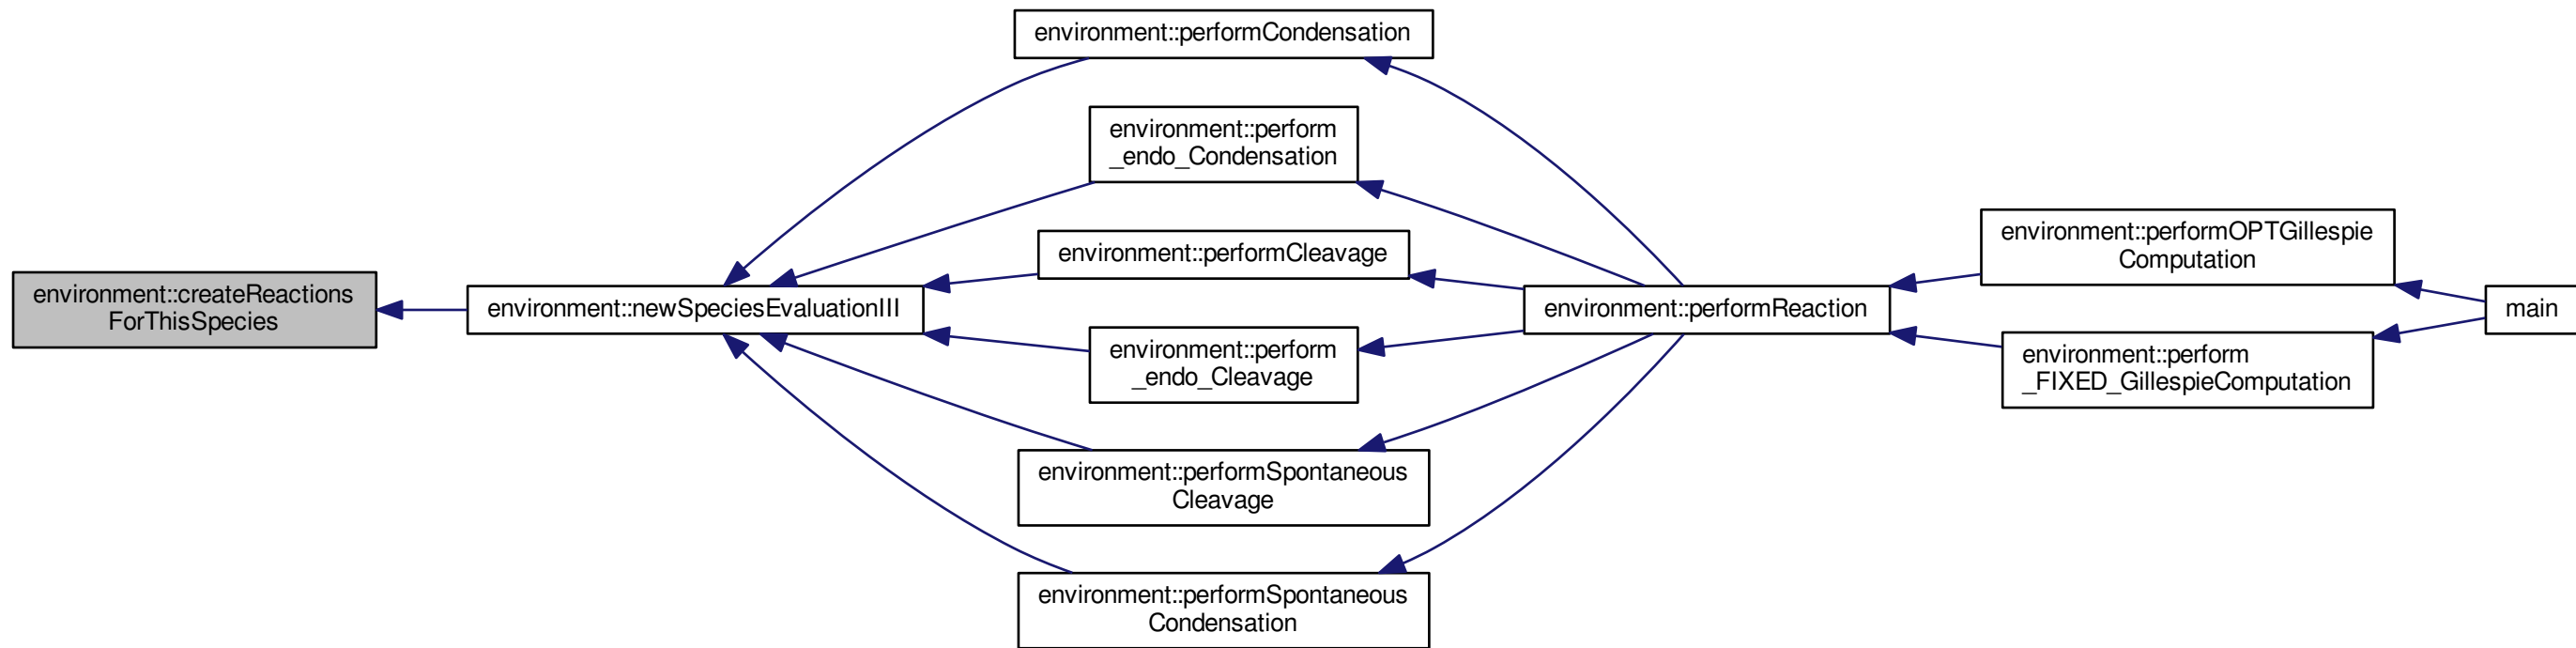 environment::createReactions
ForThisSpecies
environment::newSpeciesEvaluationIII
environment::performCondensation
environment::perform
_endo_Condensation
environment::performCleavage
environment::perform
_endo_Cleavage
environment::performSpontaneous
Cleavage
environment::performSpontaneous
Condensation
environment::performReaction
environment::performOPTGillespie
Computation
environment::perform
_FIXED_GillespieComputation
main